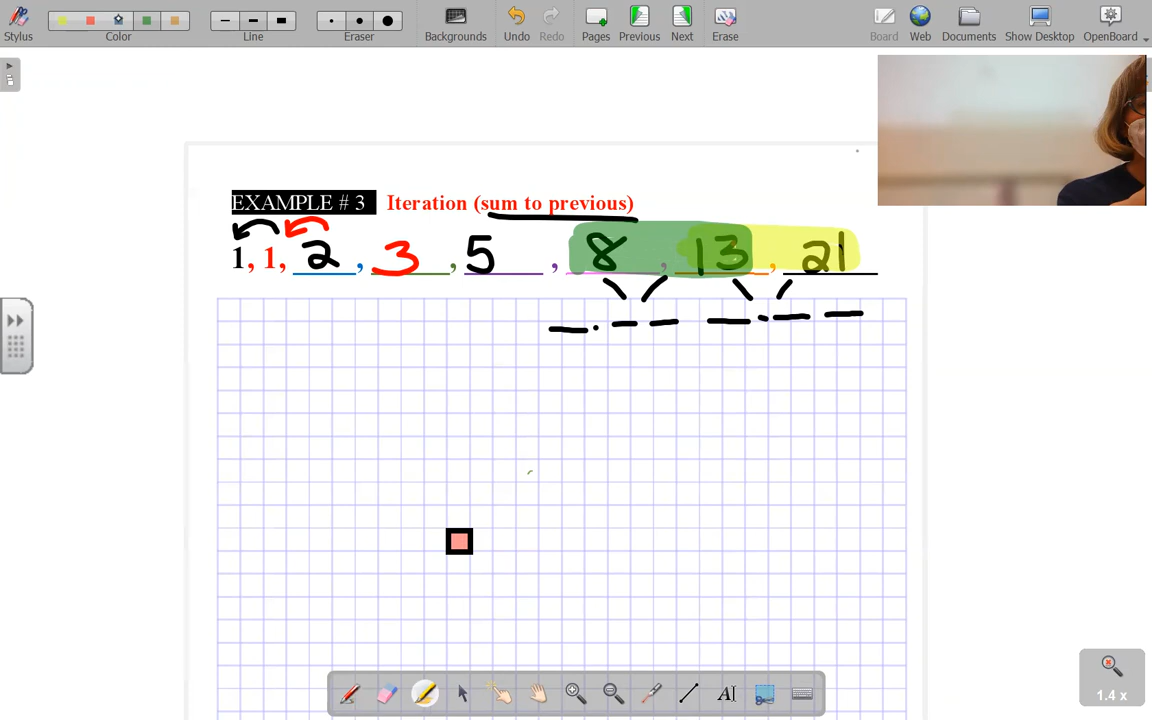 Stylus Color Line Eraser Backgrounds Undo Redo Pages Previous Next Erase Board Web Documents Show Desktop OpenBoard
EXAMPLE # 3 Iteration (sum to previous)
1, 1, 2, 3, 5, 8, 13, 21
1.4 x